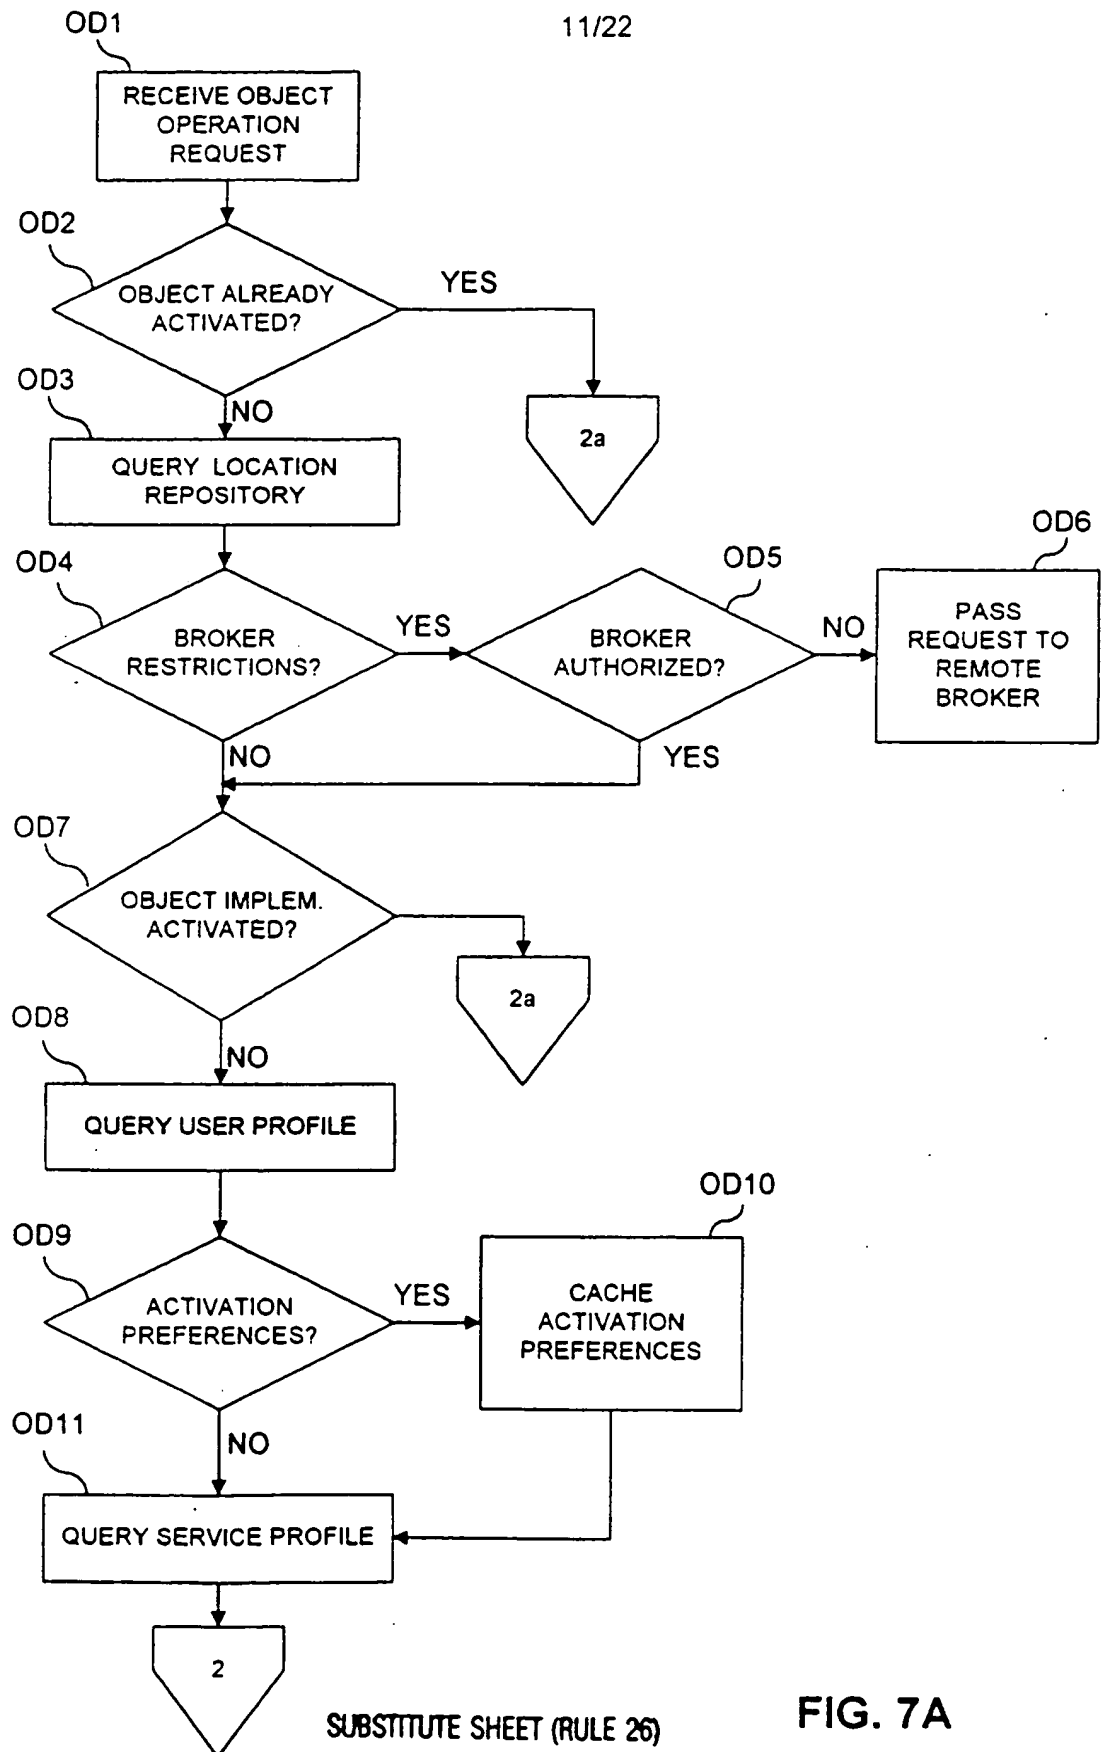 OD1
11/22
RECEIVE OBJECT
OPERATION
REQUEST
OD2
OBJECT ALREADY
ACTIVATED?
YES
2a
OD3
NO
QUERY LOCATION
REPOSITORY
OD4
BROKER
RESTRICTIONS?
YES
OD5
BROKER
AUTHORIZED?
NO
OD6
PASS
REQUEST TO
REMOTE
BROKER
NO
YES
OD7
OBJECT IMPLEM.
ACTIVATED?
2a
OD8
NO
QUERY USER PROFILE
OD9
ACTIVATION
PREFERENCES?
YES
OD10
CACHE
ACTIVATION
PREFERENCES
OD11
NO
QUERY SERVICE PROFILE
2
SUBSTITUTE SHEET (RULE 26)
FIG. 7A